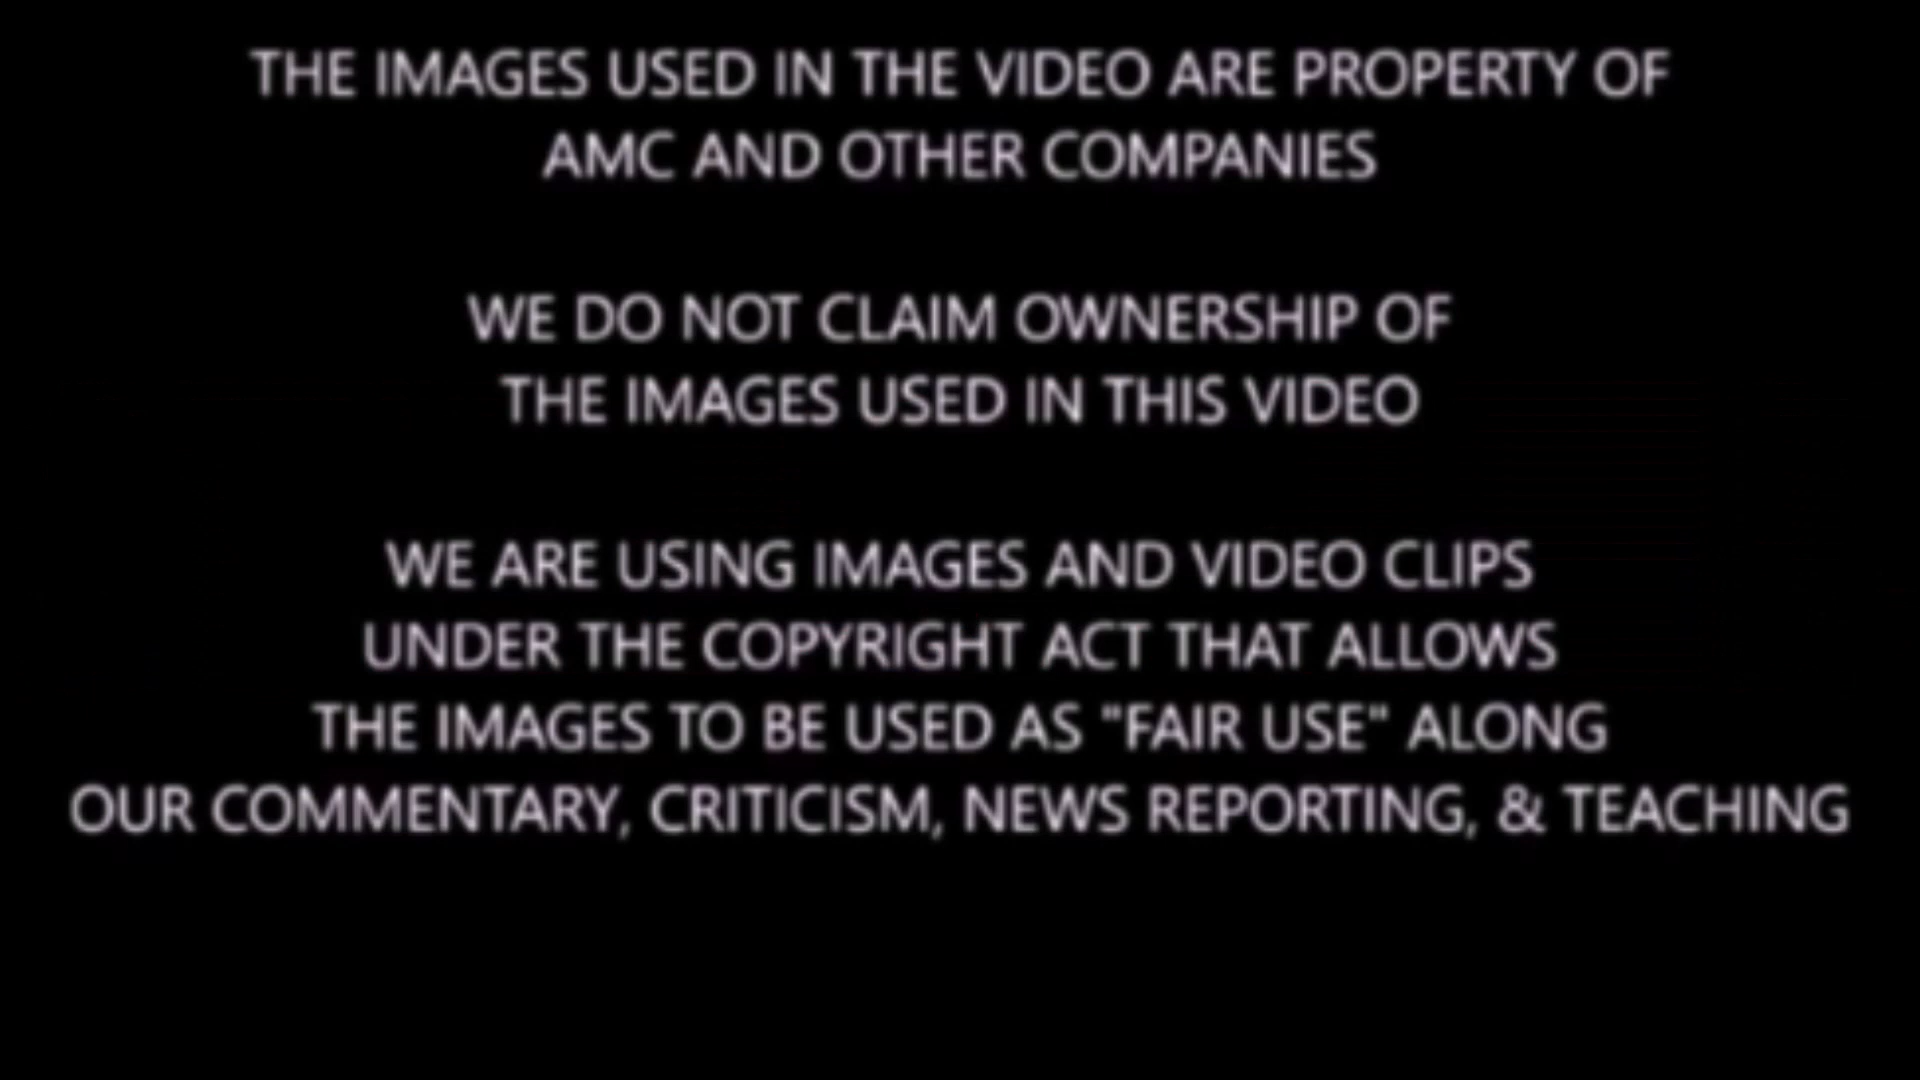 THE IMAGES USED IN THE VIDEO ARE PROPERTY OF
AMC AND OTHER COMPANIES
WE DO NOT CLAIM OWNERSHIP OF
THE IMAGES USED IN THIS VIDEO
WE ARE USING IMAGES AND VIDEO CLIPS
UNDER THE COPYRIGHT ACT THAT ALLOWS
THE IMAGES TO BE USED AS "FAIR USE" ALONG
OUR COMMENTARY, CRITICISM, NEWS REPORTING, & TEACHING